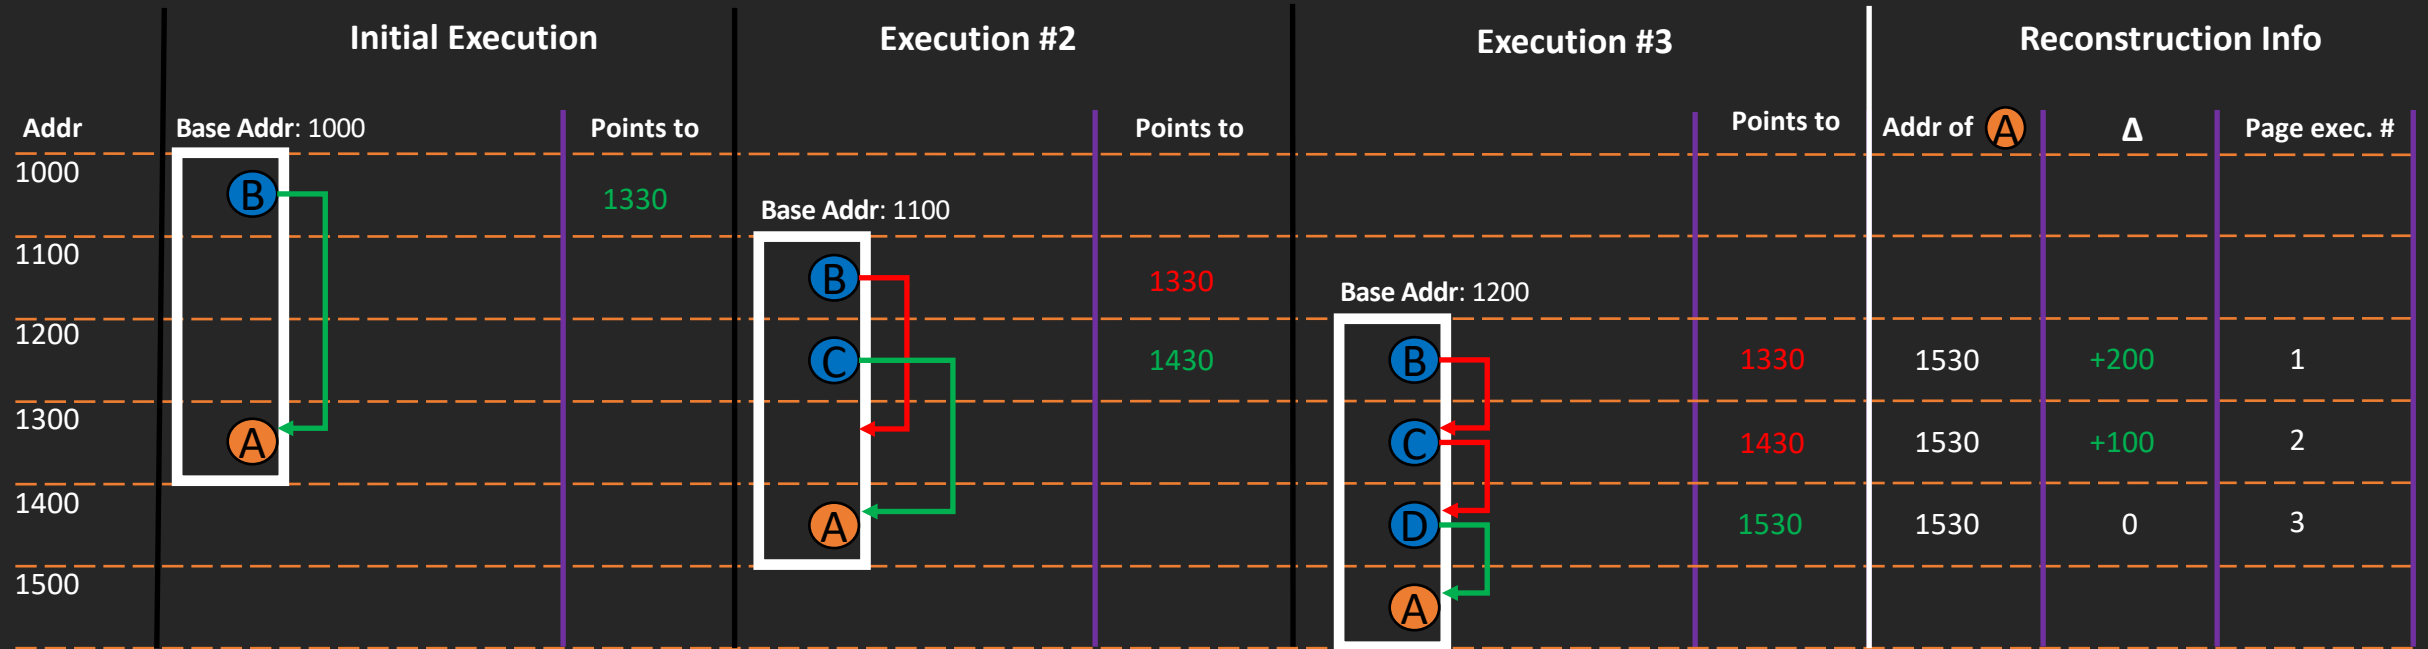 Initial Execution
Execution #2
Execution #3
Reconstruction Info
Addr
Base Addr: 1000
Points to
Points to
Points to
Addr of A
Δ
Page exec. #
1000
B
1330
Base Addr: 1100
1100
B
1330
Base Addr: 1200
1200
C
1430
B
1330
1530
+200
1
1300
A
C
1430
1530
+100
2
1400
A
D
1530
1530
0
3
1500
A